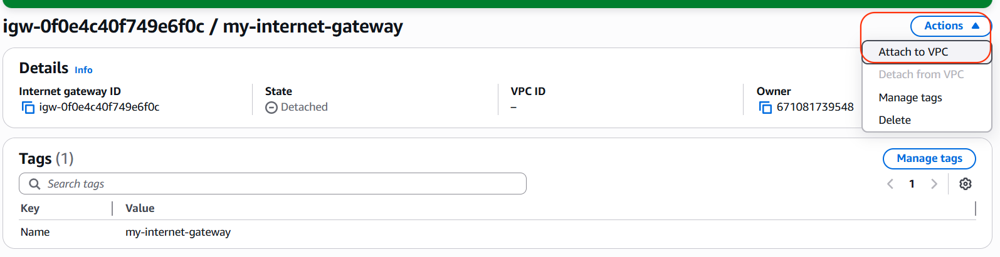 igw-0f0e4c40f749e6f0c / my-internet-gateway
Actions
Attach to VPC
Detach from VPC
Manage tags
Delete
Details Info
Internet gateway ID
igw-0f0e4c40f749e6f0c
State
Detached
VPC ID
–
Owner
671081739548
Tags (1)
Manage tags
Search tags
1
Key Value
Name my-internet-gateway